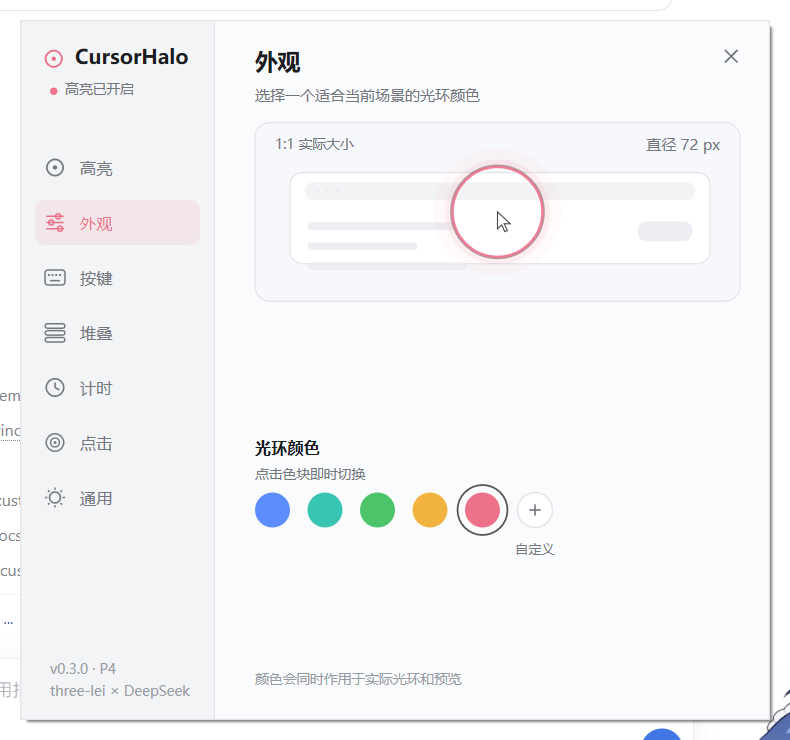 CursorHalo
高亮已开启
高亮
外观
按键
堆叠
计时
点击
通用
v0.3.0 · P4
three-lei × DeepSeek
外观
选择一个适合当前场景的光环颜色
1:1 实际大小
直径 72 px
光环颜色
点击色块即时切换
自定义
颜色会同时作用于实际光环和预览
em
cust
ocs
cus
...